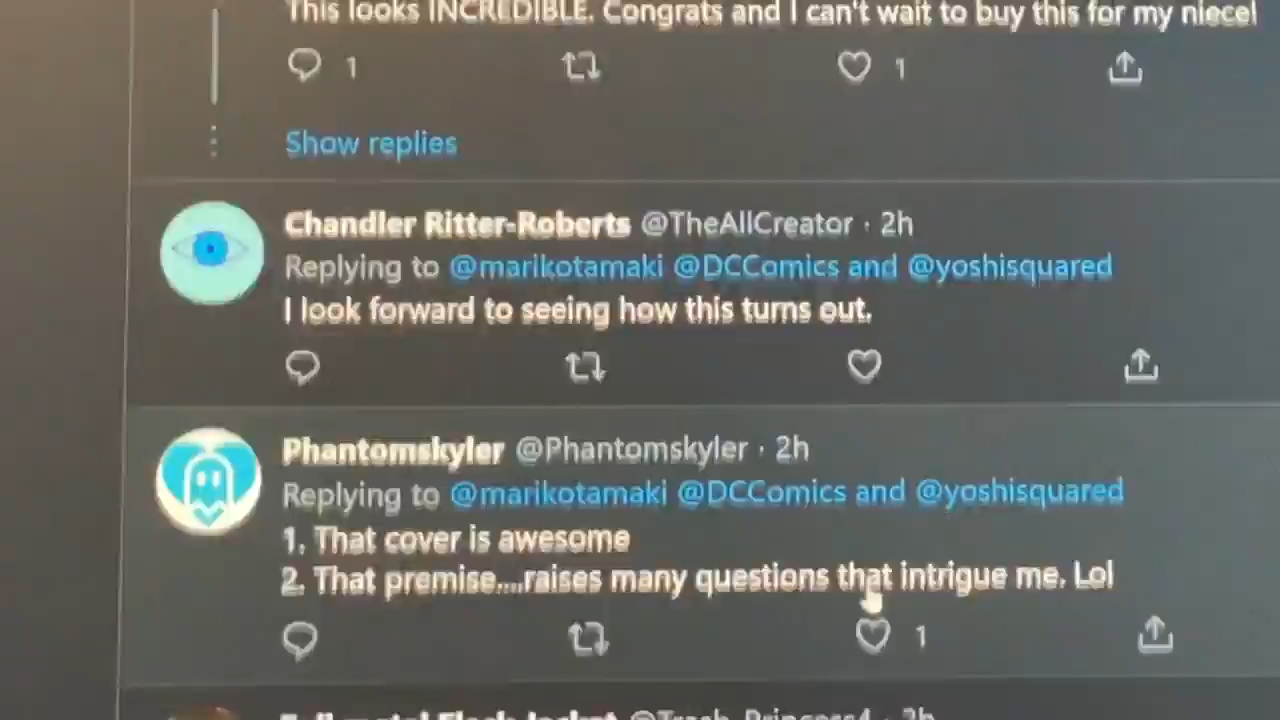 This looks INCREDIBLE. Congrats and I can't wait to buy this for my niece!
1
1
Show replies
Chandler Ritter-Roberts @TheAllCreator · 2h
Replying to @marikotamaki @DCComics and @yoshisquared
I look forward to seeing how this turns out.
Phantomskyler @Phantomskyler · 2h
Replying to @marikotamaki @DCComics and @yoshisquared
1. That cover is awesome
2. That premise....raises many questions that intrigue me. Lol
1
Jacket @Trash_Princess4 · 2h